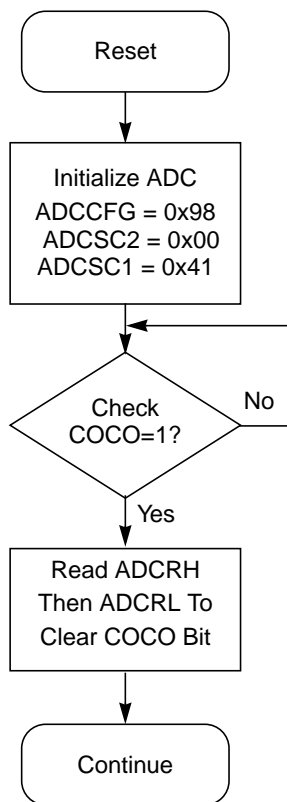 Reset
Initialize ADC
ADCCFG = 0x98
ADCSC2 = 0x00
ADCSC1 = 0x41
Check
COCO=1?
No
Yes
Read ADCRH
Then ADCRL To
Clear COCO Bit
Continue